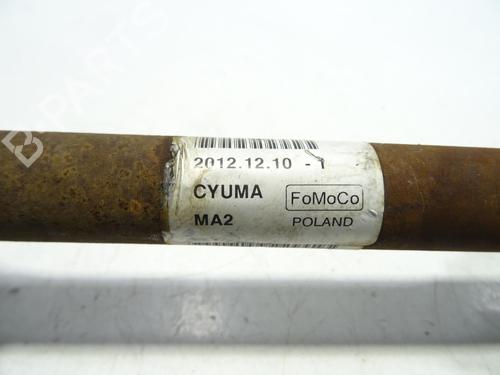 2012.12.10 - 1
CYUMA
FoMoCo
MA2
POLAND